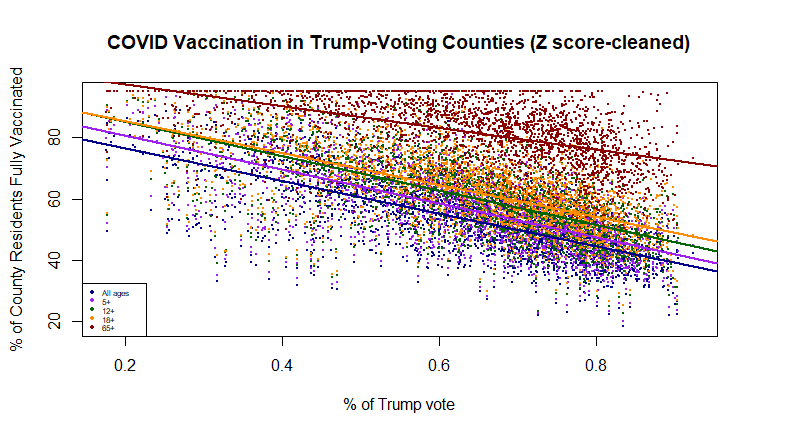 COVID Vaccination in Trump-Voting Counties (Z score-cleaned)
% of County Residents Fully Vaccinated
80
60
40
20
All ages
5+
12+
18+
65+
0.2 0.4 0.6 0.8
% of Trump vote